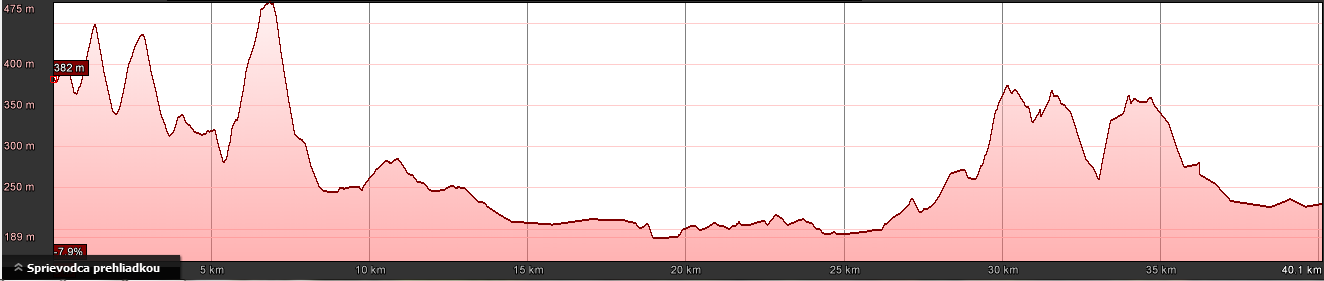 475 m
400 m
382 m
350 m
300 m
250 m
189 m
-7.9%
Sprievodca prehliadkou
5 km
10 km
15 km
20 km
25 km
30 km
35 km
40.1 km